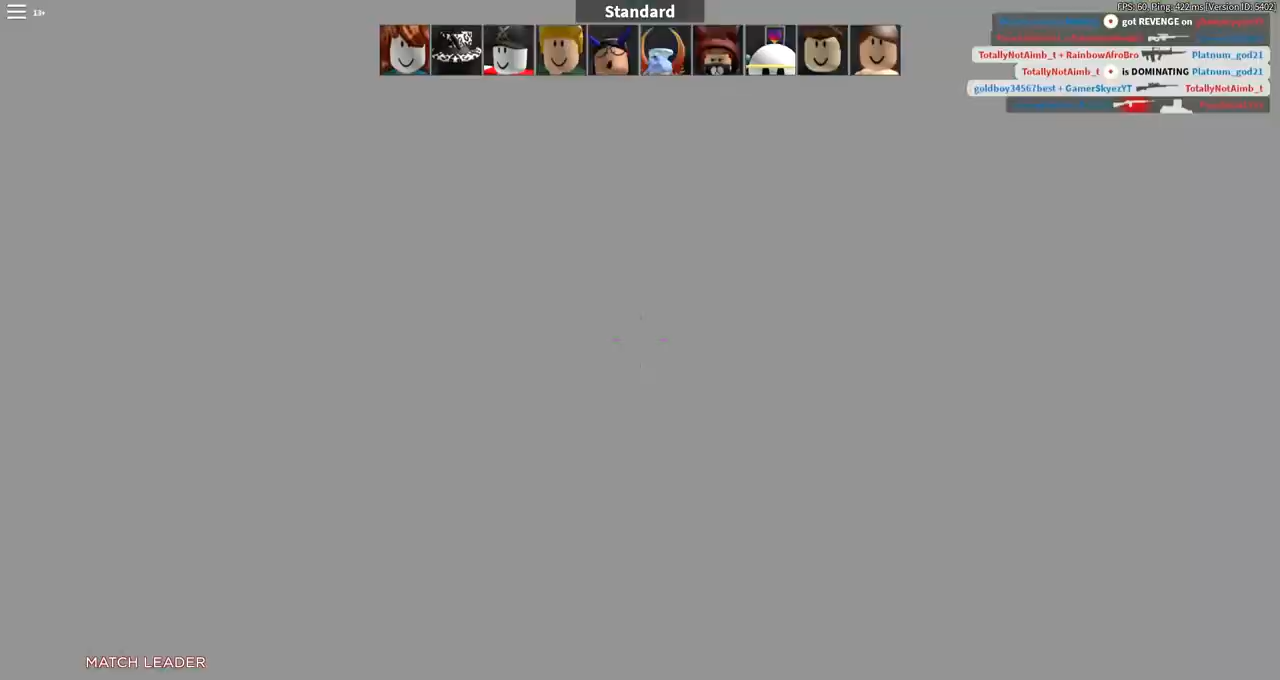 Standard
13+
FPS: 60, Ping: 422 ms [Version ID: 5402]
got REVENGE on
TotallyNotAimb_t + RainbowAfroBro Platnum_god21
TotallyNotAimb_t is DOMINATING Platnum_god21
goldboy34567best + GamerSkyezYT TotallyNotAimb_t
MATCH LEADER